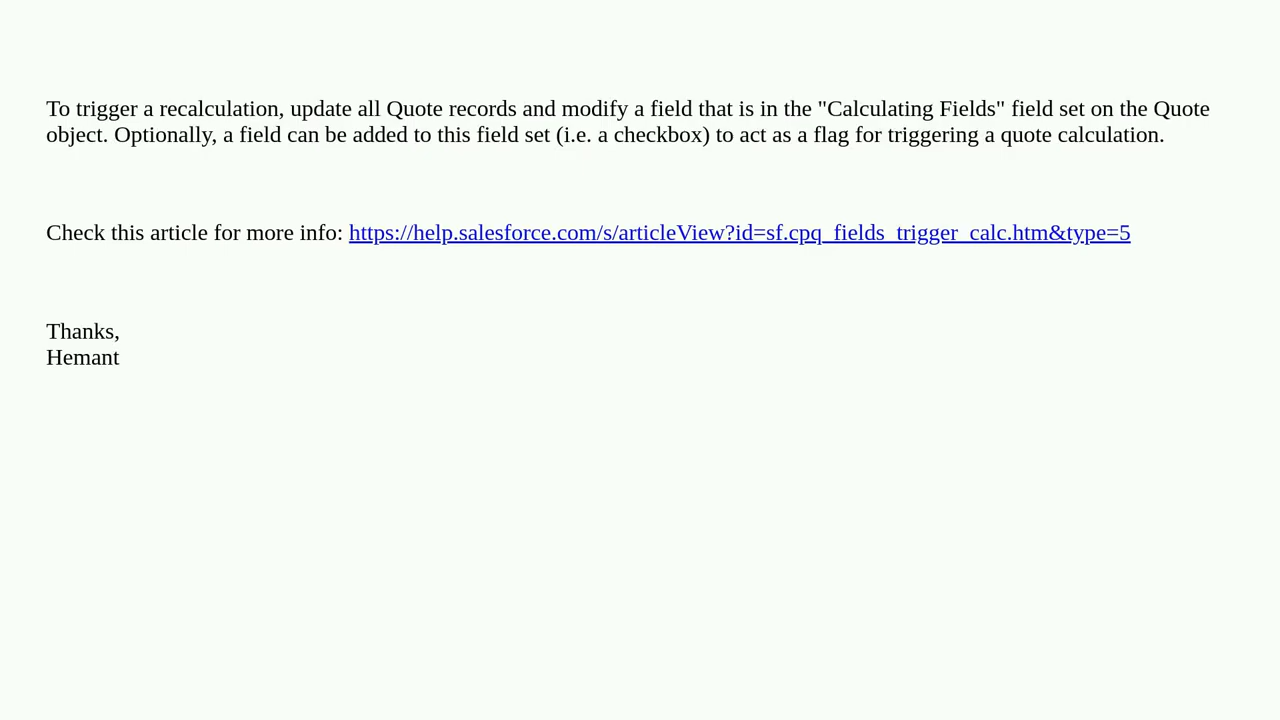 To trigger a recalculation, update all Quote records and modify a field that is in the "Calculating Fields" field set on the Quote
object. Optionally, a field can be added to this field set (i.e. a checkbox) to act as a flag for triggering a quote calculation.
Check this article for more info: https://help.salesforce.com/s/articleView?id=sf.cpq_fields_trigger_calc.htm&type=5
Thanks,
Hemant